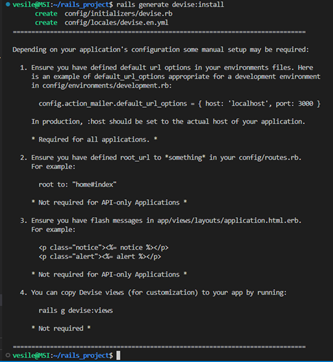 vesile@MSI:~/rails_project$ rails generate devise:install
create config/initializers/devise.rb
create config/locales/devise.en.yml
===============================================================================
Depending on your application's configuration some manual setup may be required:
1. Ensure you have defined default url options in your environments files. Here
is an example of default_url_options appropriate for a development environment
in config/environments/development.rb:
config.action_mailer.default_url_options = { host: 'localhost', port: 3000 }
In production, :host should be set to the actual host of your application.
* Required for all applications. *
2. Ensure you have defined root_url to *something* in your config/routes.rb.
For example:
root to: "home#index"
* Not required for API-only Applications *
3. Ensure you have flash messages in app/views/layouts/application.html.erb.
For example:
<p class="notice"><%= notice %></p>
<p class="alert"><%= alert %></p>
* Not required for API-only Applications *
4. You can copy Devise views (for customization) to your app by running:
rails g devise:views
* Not required *
===============================================================================
vesile@MSI:~/rails_project$